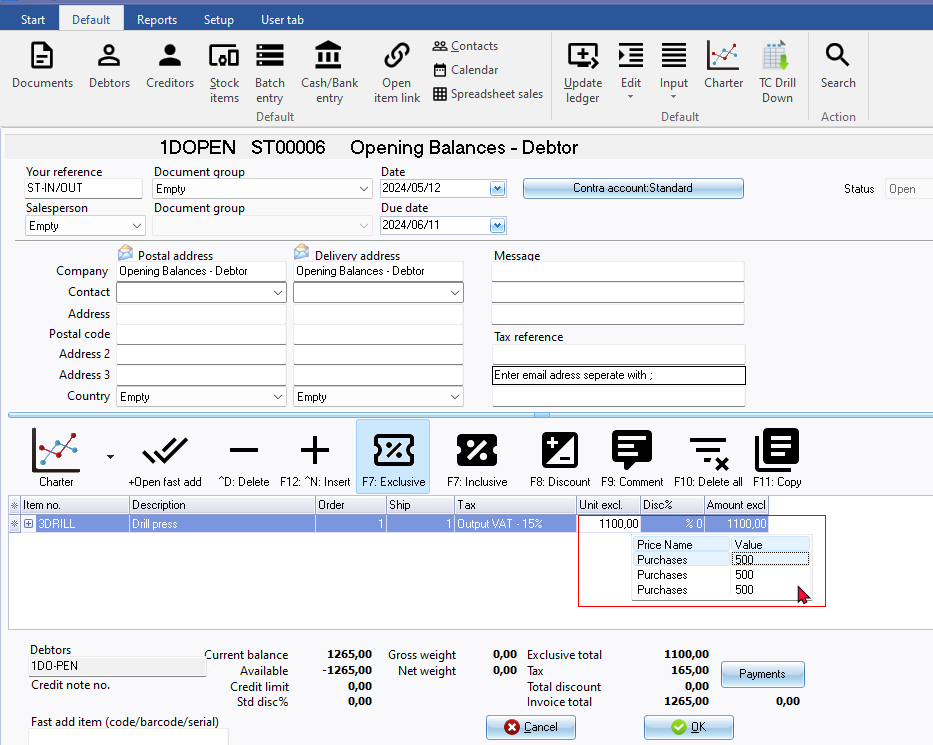 Start Default Reports Setup User tab
Documents Debtors Creditors Stock items Batch entry Cash/Bank entry Open item link
Contacts
Calendar
Spreadsheet sales
Update ledger Edit Input Charter TC Drill Down Search
Default Default Action
1DOPEN ST00006 Opening Balances - Debtor
Your reference Document group Date
ST-IN/OUT Empty 2024/05/12 Contra account:Standard Status Open
Salesperson Document group Due date
Empty 2024/06/11
Postal address Delivery address Message
Company Opening Balances - Debtor Opening Balances - Debtor
Contact
Address
Postal code Tax reference
Address 2
Address 3 Enter email adress seperate with ;
Country Empty Empty
Charter +Open fast add ^D: Delete F12: ^N: Insert F7: Exclusive F7: Inclusive F8: Discount F9: Comment F10: Delete all F11: Copy
Item no. Description Order Ship Tax Unit excl. Disc% Amount excl
3DRILL Drill press 1 1 Output VAT - 15% 1100,00 % 0 1100,00
Price Name Value
Purchases 500
Purchases 500
Purchases 500
Debtors Current balance 1265,00 Gross weight 0,00 Exclusive total 1100,00
1DO-PEN Available -1265,00 Net weight 0,00 Tax 165,00 Payments
Credit note no. Credit limit 0,00 Total discount 0,00
Std disc% 0,00 Invoice total 1265,00 0,00
Fast add item (code/barcode/serial) Cancel OK